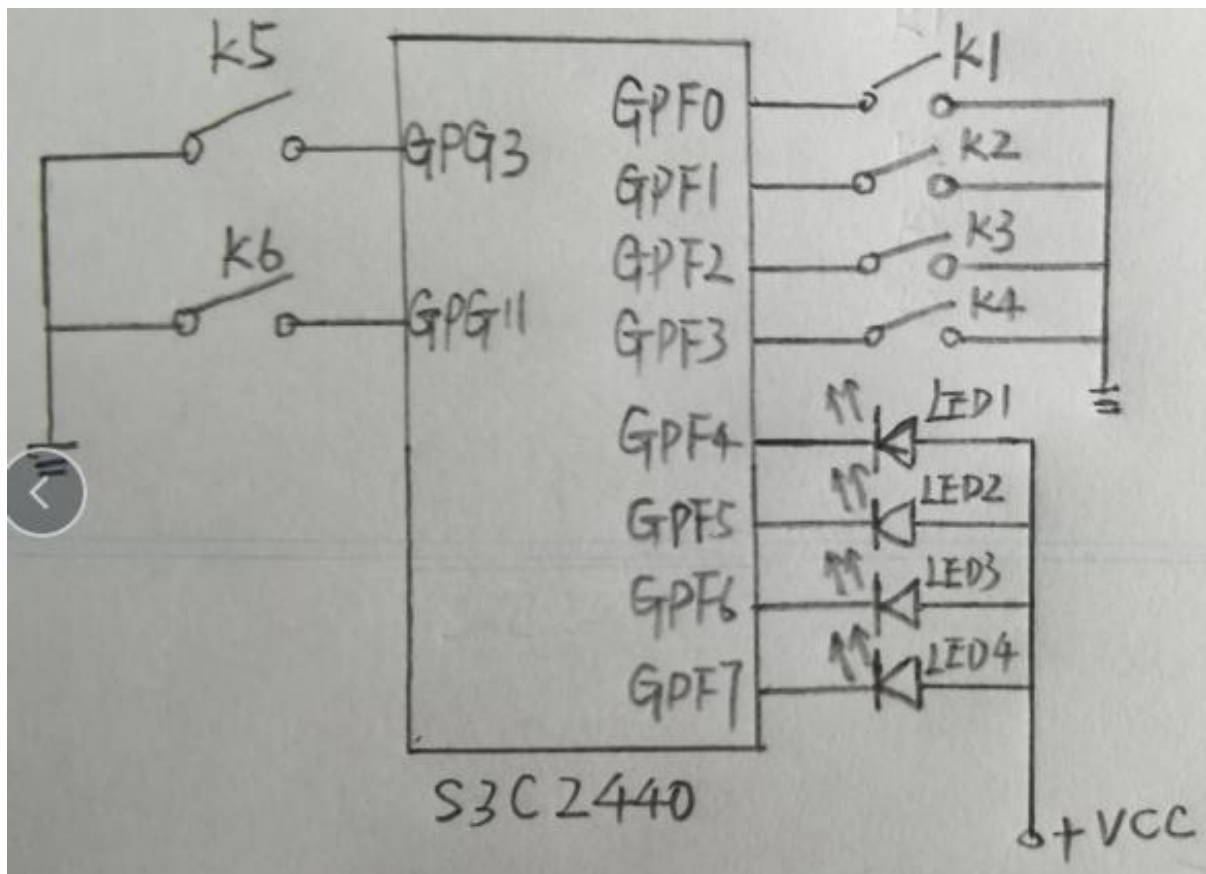 K5
K6
GPG3
GPG11
GPF0
GPF1
GPF2
GPF3
GPF4
GPF5
GPF6
GPF7
K1
K2
K3
K4
LED1
LED2
LED3
LED4
S3C2440
+VCC